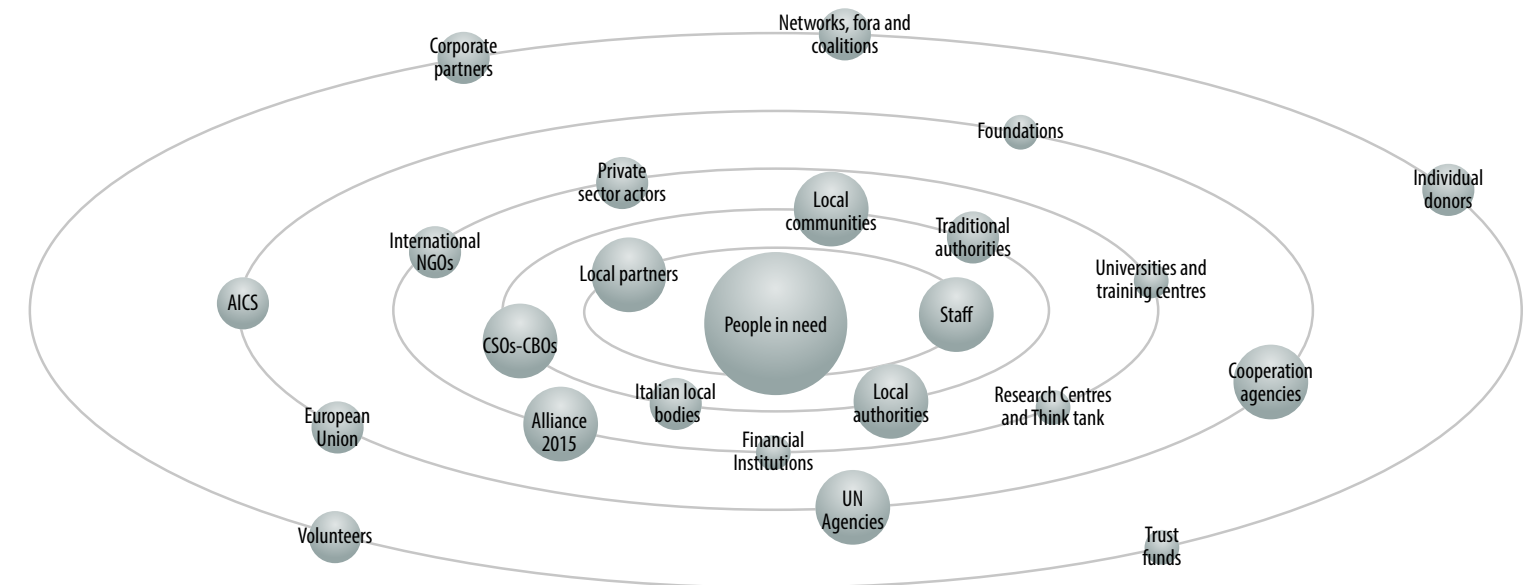 Networks, fora and
coalitions
Corporate
partners
Foundations
Private
sector actors
Individual
donors
Local
communities
Traditional
authorities
International
NGOs
Local partners
Universities and
training centres
AICS
People in need
Staff
CSOs-CBOs
Cooperation
agencies
Italian local
bodies
Local
authorities
Research Centres
and Think tank
European
Union
Alliance
2015
Financial
Institutions
UN
Agencies
Volunteers
Trust
funds